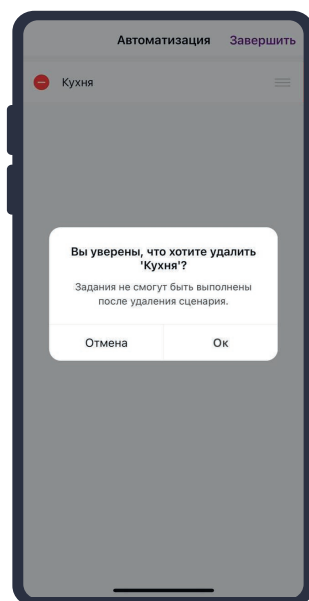 Автоматизация Завершить
Кухня
Вы уверены, что хотите удалить
'Кухня'?
Задания не смогут быть выполнены
после удаления сценария.
Отмена Ок